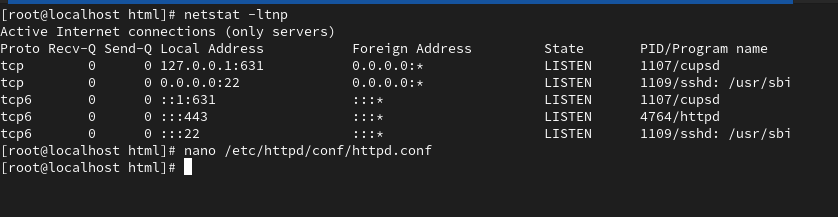 [root@localhost html]# netstat -ltnp
Active Internet connections (only servers)
Proto Recv-Q Send-Q Local Address           Foreign Address         State       PID/Program name
tcp        0      0 127.0.0.1:631           0.0.0.0:*               LISTEN      1107/cupsd
tcp        0      0 0.0.0.0:22              0.0.0.0:*               LISTEN      1109/sshd: /usr/sbi
tcp6       0      0 ::1:631                 :::*                    LISTEN      1107/cupsd
tcp6       0      0 :::443                  :::*                    LISTEN      4764/httpd
tcp6       0      0 :::22                   :::*                    LISTEN      1109/sshd: /usr/sbi
[root@localhost html]# nano /etc/httpd/conf/httpd.conf
[root@localhost html]#